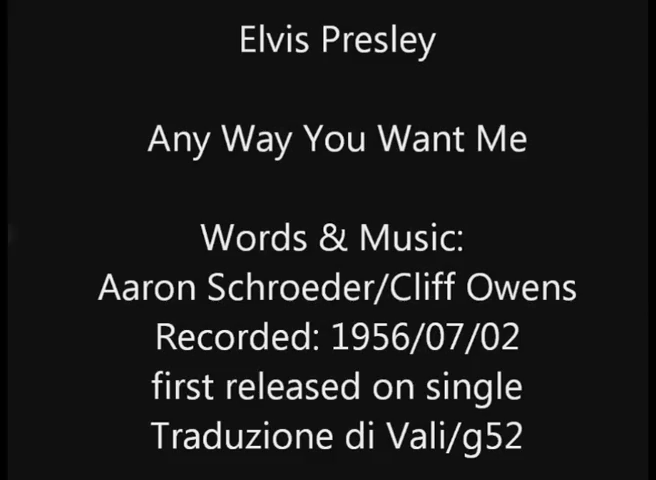 Elvis Presley
Any Way You Want Me
Words & Music:
Aaron Schroeder/Cliff Owens
Recorded: 1956/07/02
first released on single
Traduzione di Vali/g52